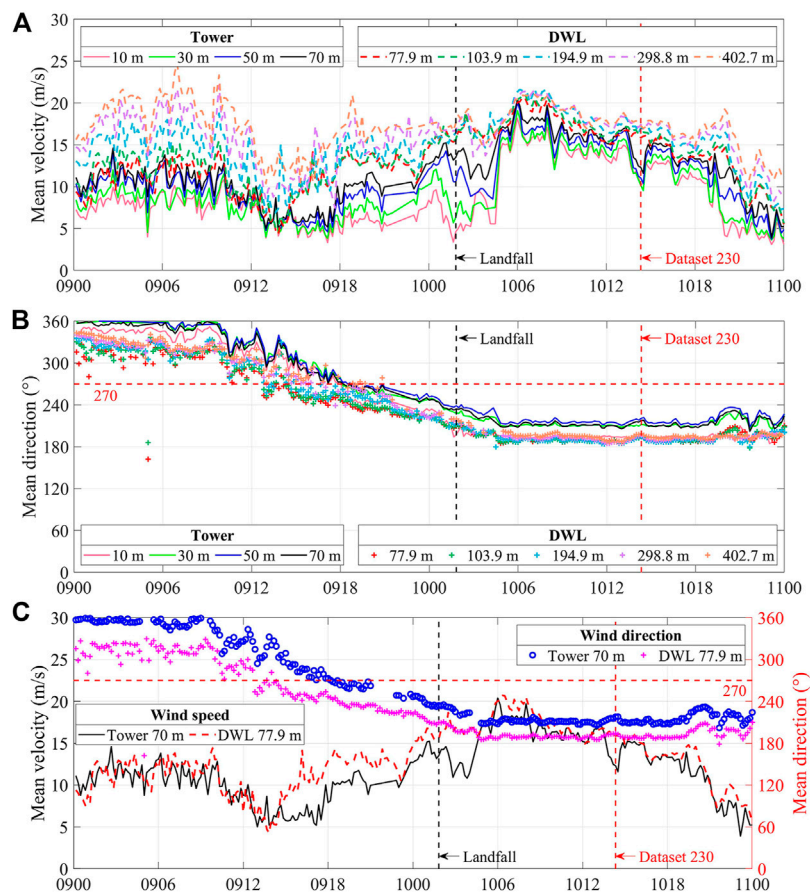 A
Mean velocity (m/s)
30
25
20
15
10
5
0
Tower
10 m 30 m 50 m 70 m
DWL
77.9 m 103.9 m 194.9 m 298.8 m 402.7 m
Landfall
Dataset 230
0900 0906 0912 0918 1000 1006 1012 1018 1100
B
Mean direction (°)
360
300
240
180
120
60
0
270
Landfall
Dataset 230
Tower
10 m 30 m 50 m 70 m
DWL
77.9 m 103.9 m 194.9 m 298.8 m 402.7 m
0900 0906 0912 0918 1000 1006 1012 1018 1100
C
Mean velocity (m/s)
30
25
20
15
10
5
0
Wind direction
Tower 70 m DWL 77.9 m
270
Wind speed
Tower 70 m DWL 77.9 m
Landfall
Dataset 230
360
300
240
180
120
60
0
Mean direction (°)
0900 0906 0912 0918 1000 1006 1012 1018 1100